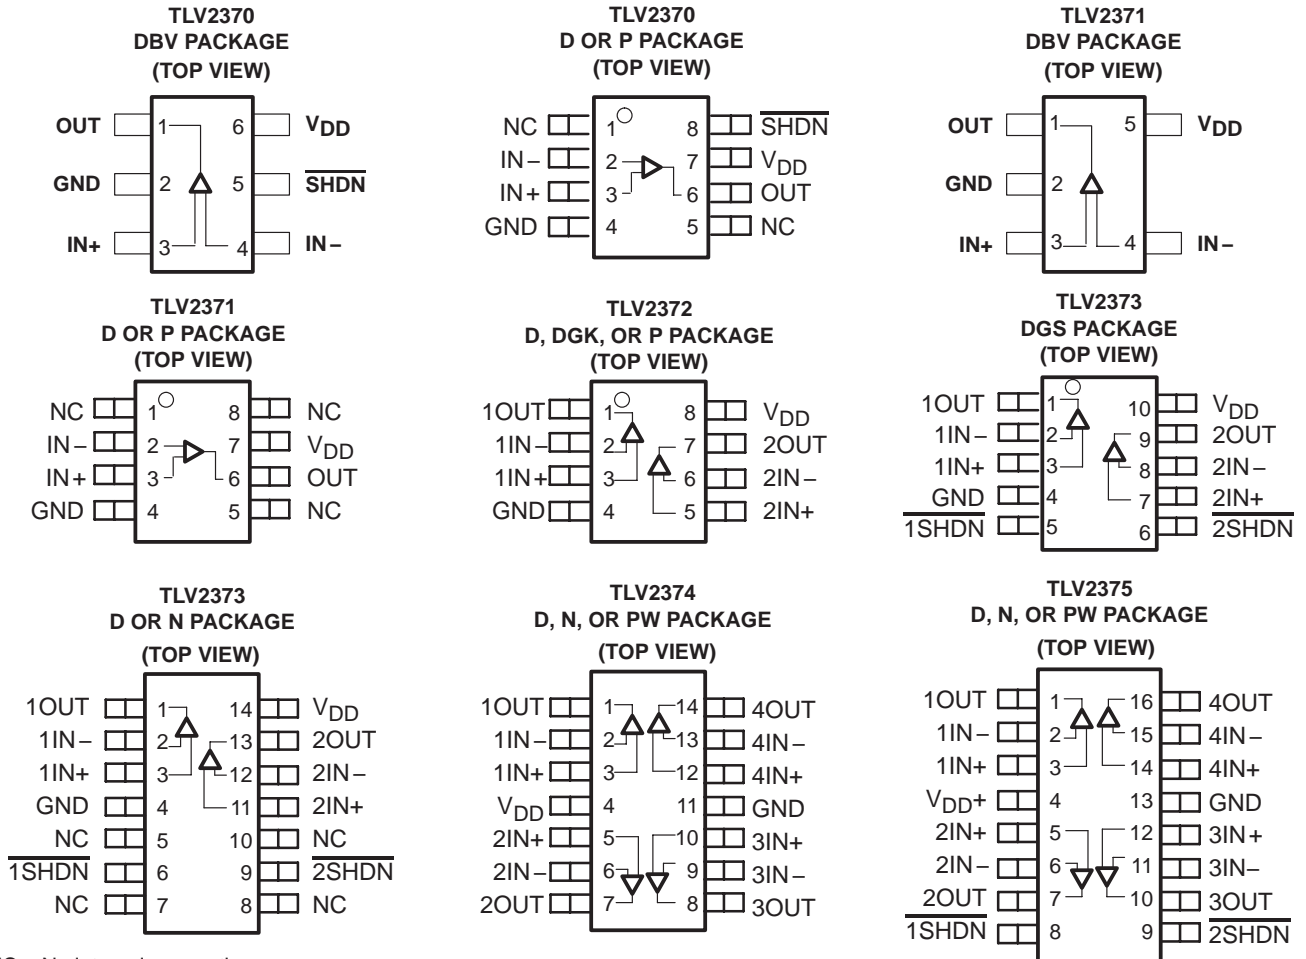 TLV2370
DBV PACKAGE
(TOP VIEW)
OUT 1 6 VDD
GND 2 5 SHDN
IN+ 3 4 IN−
TLV2370
D OR P PACKAGE
(TOP VIEW)
NC 1 8 SHDN
IN− 2 7 VDD
IN+ 3 6 OUT
GND 4 5 NC
TLV2371
DBV PACKAGE
(TOP VIEW)
OUT 1 5 VDD
GND 2
IN+ 3 4 IN−
TLV2371
D OR P PACKAGE
(TOP VIEW)
NC 1 8 NC
IN− 2 7 VDD
IN+ 3 6 OUT
GND 4 5 NC
TLV2372
D, DGK, OR P PACKAGE
(TOP VIEW)
1OUT 1 8 VDD
1IN− 2 7 2OUT
1IN+ 3 6 2IN−
GND 4 5 2IN+
TLV2373
DGS PACKAGE
(TOP VIEW)
1OUT 1 10 VDD
1IN− 2 9 2OUT
1IN+ 3 8 2IN−
GND 4 7 2IN+
1SHDN 5 6 2SHDN
TLV2373
D OR N PACKAGE
(TOP VIEW)
1OUT 1 14 VDD
1IN− 2 13 2OUT
1IN+ 3 12 2IN−
GND 4 11 2IN+
NC 5 10 NC
1SHDN 6 9 2SHDN
NC 7 8 NC
TLV2374
D, N, OR PW PACKAGE
(TOP VIEW)
1OUT 1 14 4OUT
1IN− 2 13 4IN−
1IN+ 3 12 4IN+
VDD 4 11 GND
2IN+ 5 10 3IN+
2IN− 6 9 3IN−
2OUT 7 8 3OUT
TLV2375
D, N, OR PW PACKAGE
(TOP VIEW)
1OUT 1 16 4OUT
1IN− 2 15 4IN−
1IN+ 3 14 4IN+
VDD+ 4 13 GND
2IN+ 5 12 3IN+
2IN− 6 11 3IN−
2OUT 7 10 3OUT
1SHDN 8 9 2SHDN